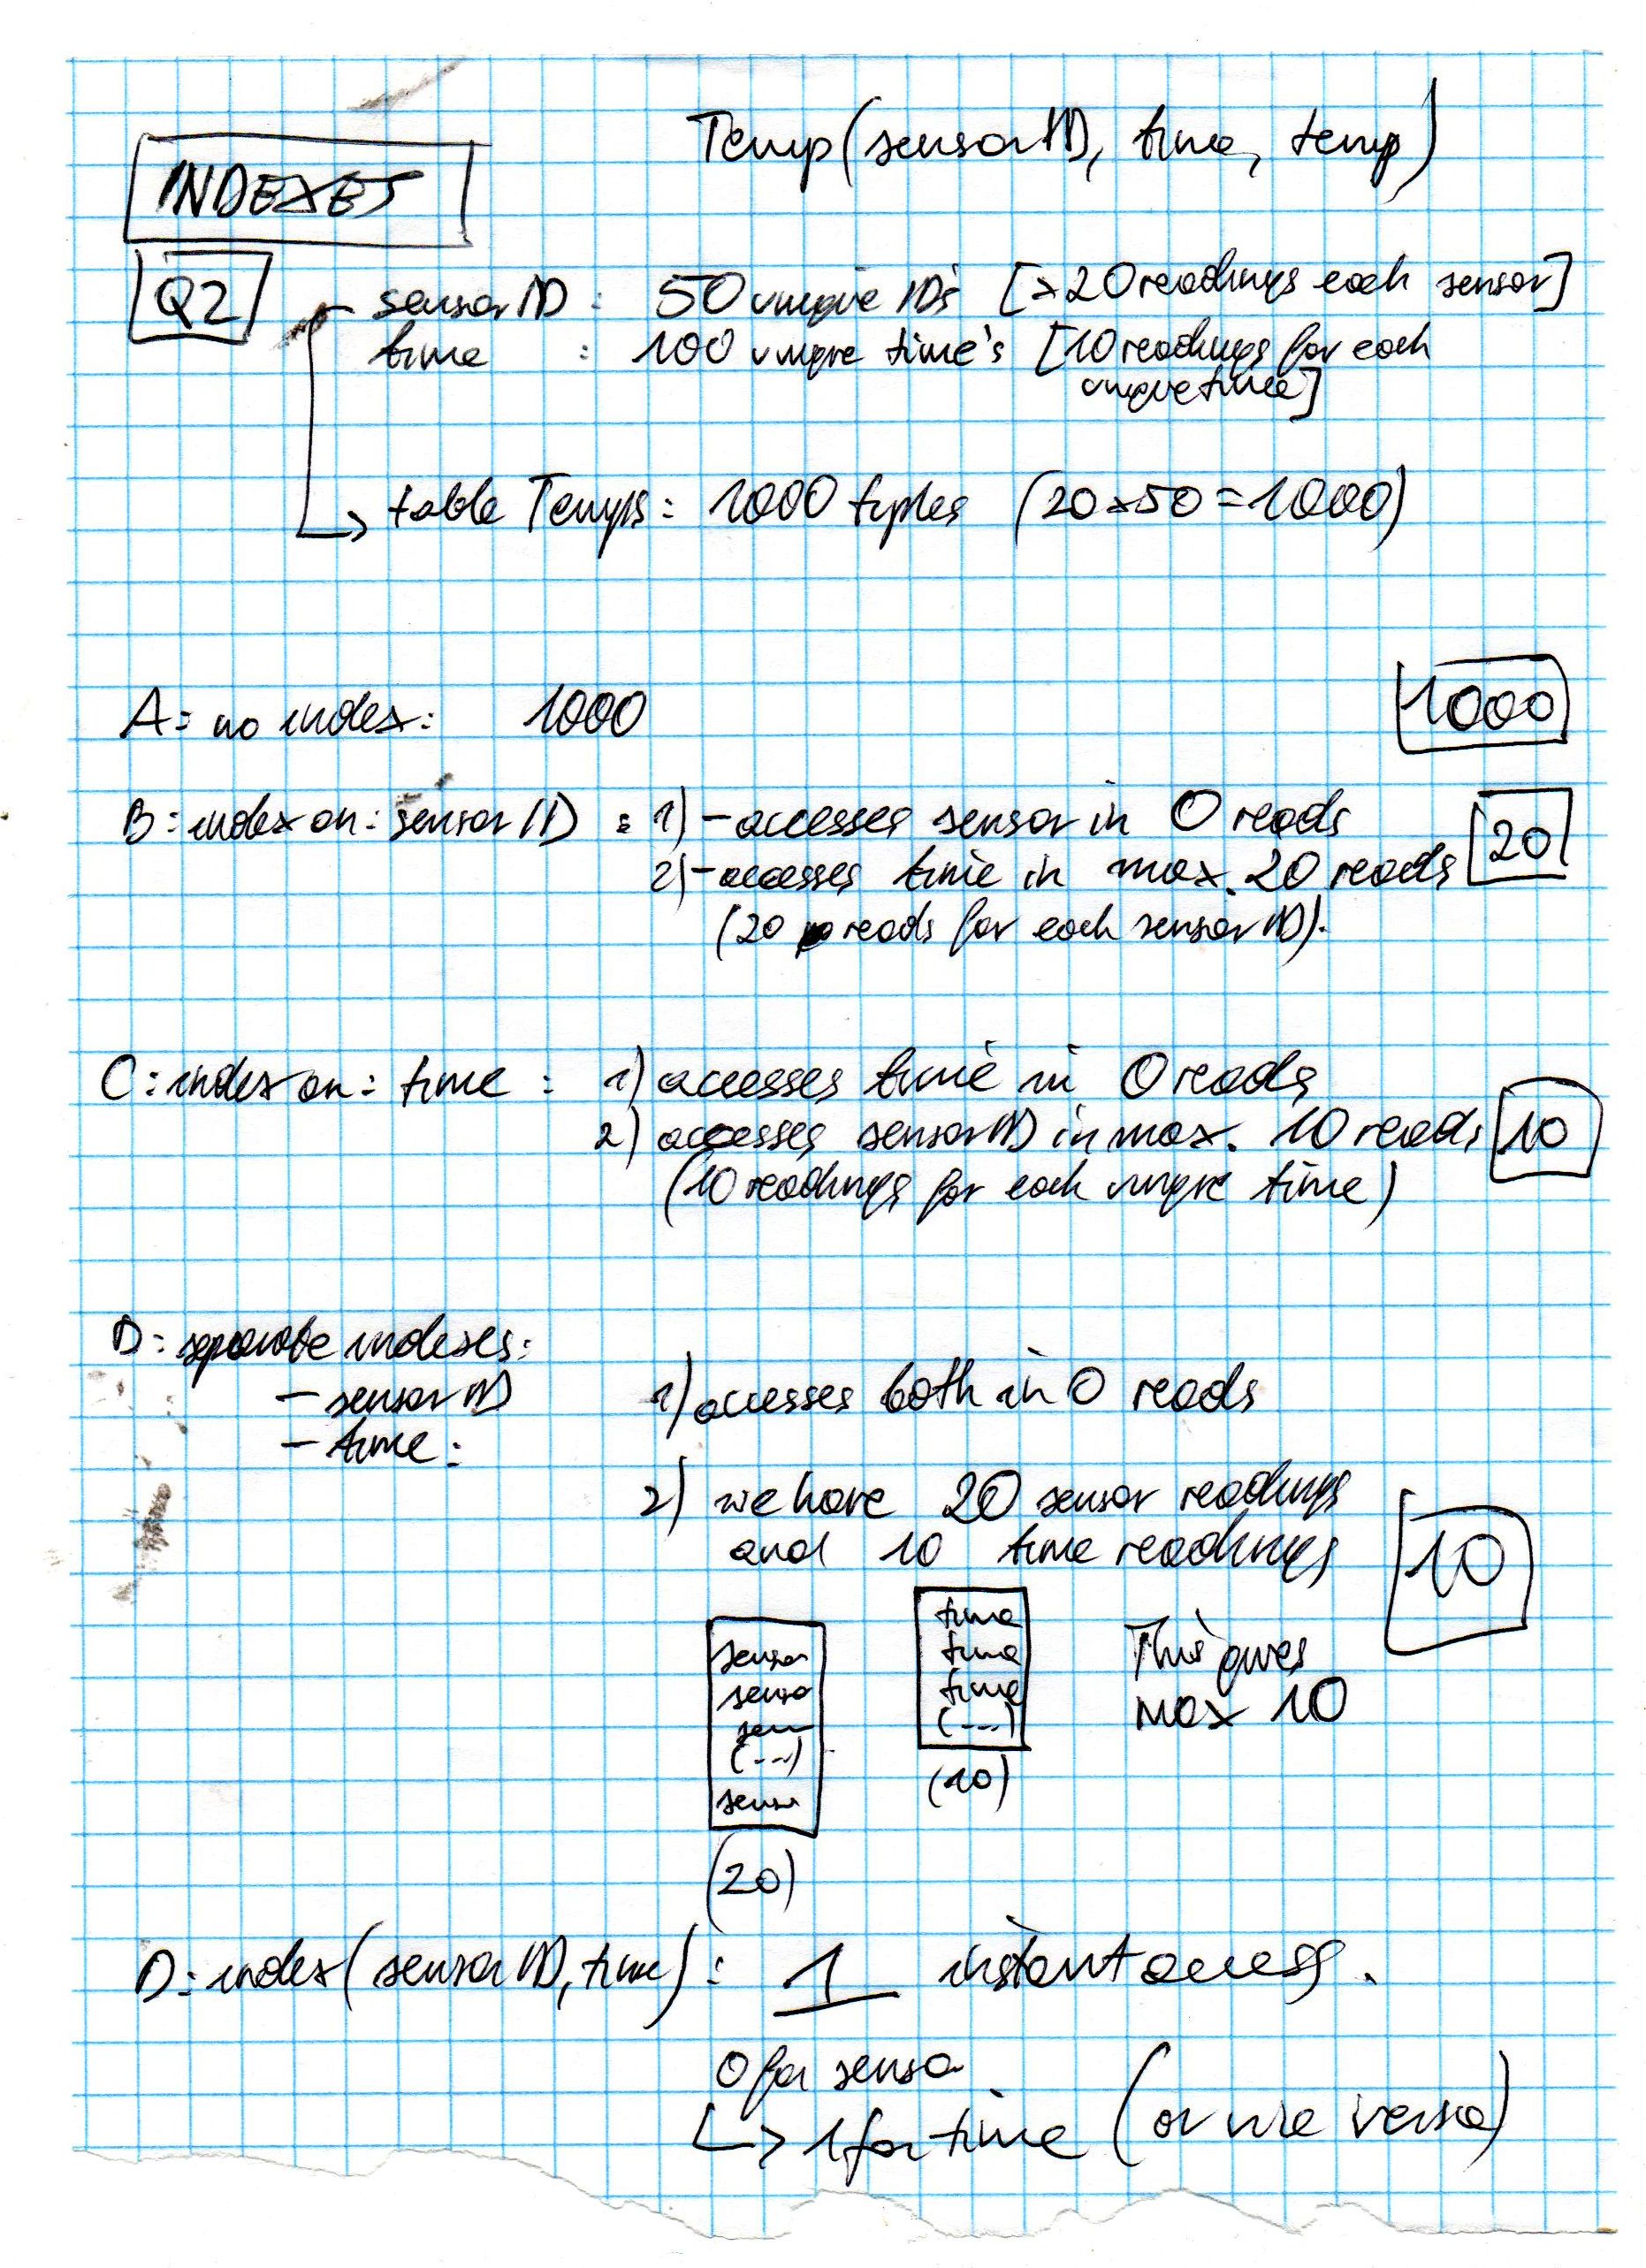 Temp(sensorID, time, temp)
INDEXES
Q2
sensorID : 50 unique IDs [×20 readings each sensor]
time : 100 unique time's [10 readings for each
unique time]
table Temps: 1000 tuples (20×50=1000)
A: no index: 1000
1000
B: index on: sensorID : 1) - accesses sensor in 0 reads
2) - accesses time in max. 20 reads
20
(20 reads for each sensorID).
C: index on: time : 1) accesses time in 0 reads
2) accesses sensorID in max. 10 reads
10
(10 readings for each unique time)
D: separate indexes:
- sensorID
- time:
1) accesses both in 0 reads
2) we have 20 sensor readings
and 10 time readings
10
time
time
time
(...)
(10)
sensor
senso
sen
(...)
senso
(20)
This gives
max 10
D: index(sensorID, time): 1 instant access.
0 for senso
1 for time (or vice versa)